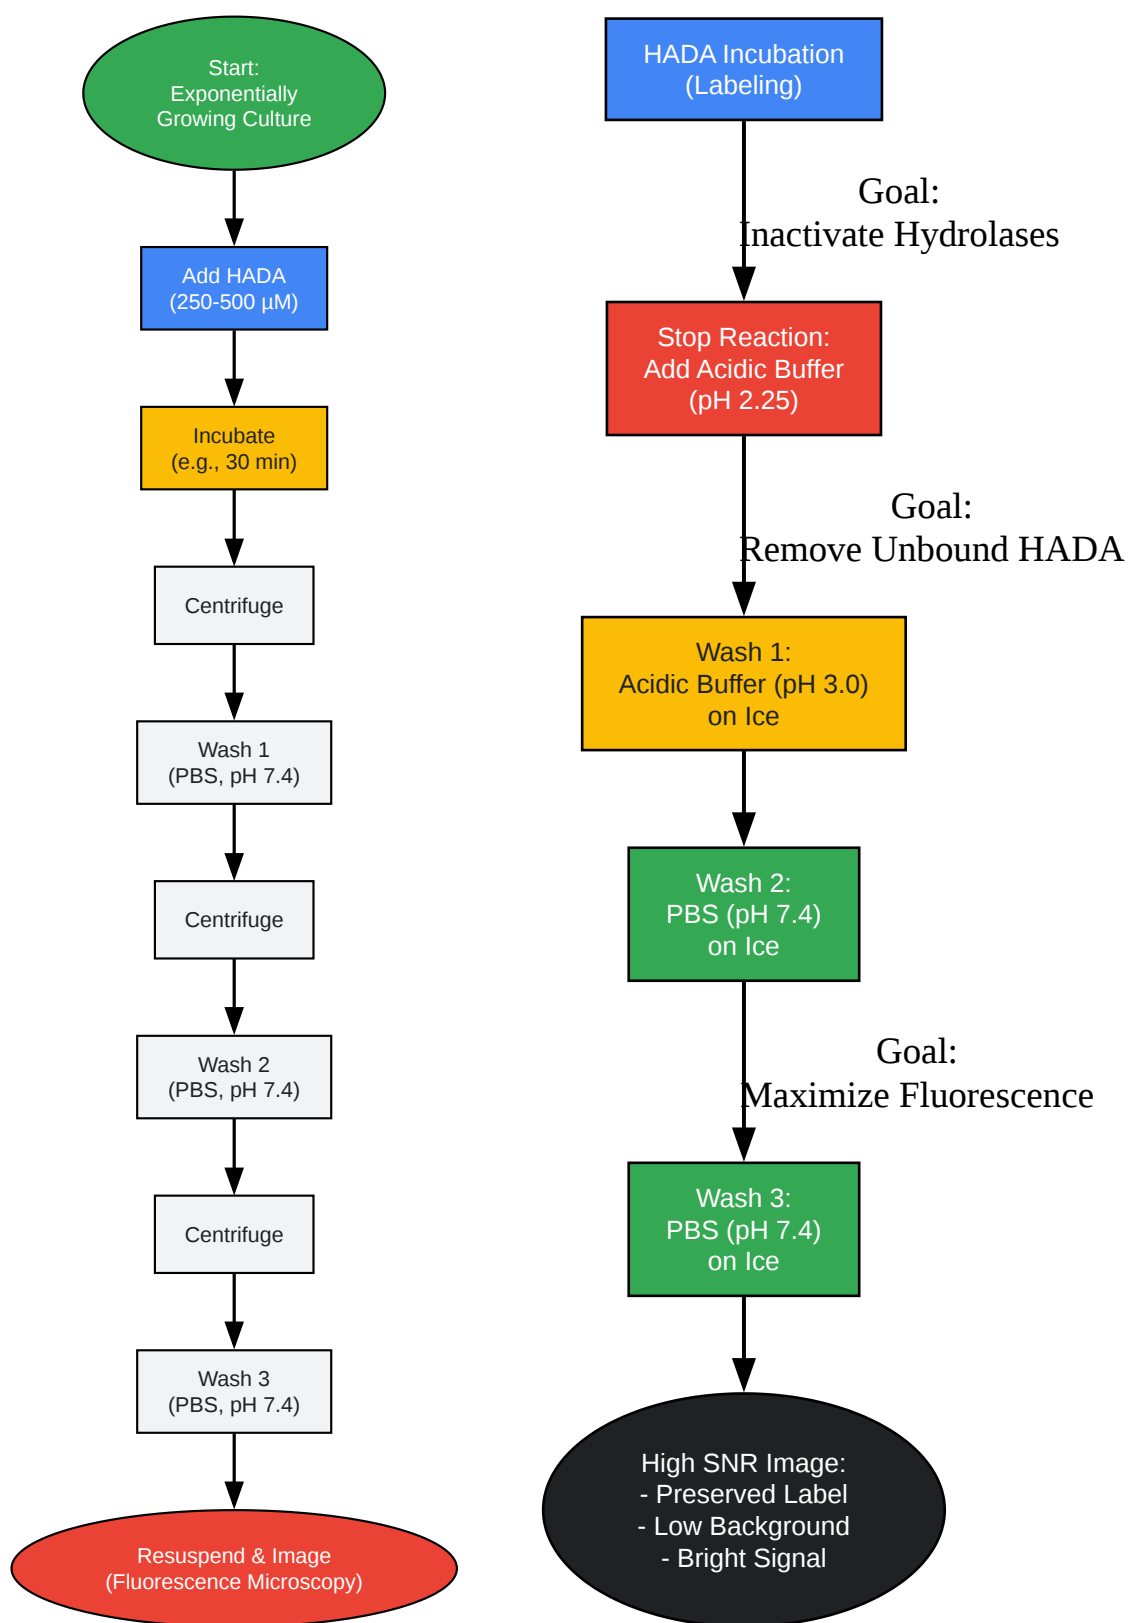 Start:
Exponentially
Growing Culture
Add HADA
(250-500 µM)
Incubate
(e.g., 30 min)
Centrifuge
Wash 1
(PBS, pH 7.4)
Centrifuge
Wash 2
(PBS, pH 7.4)
Centrifuge
Wash 3
(PBS, pH 7.4)
Resuspend & Image
(Fluorescence Microscopy)
HADA Incubation
(Labeling)
Goal:
Inactivate Hydrolases
Stop Reaction:
Add Acidic Buffer
(pH 2.25)
Goal:
Remove Unbound HADA
Wash 1:
Acidic Buffer (pH 3.0)
on Ice
Wash 2:
PBS (pH 7.4)
on Ice
Goal:
Maximize Fluorescence
Wash 3:
PBS (pH 7.4)
on Ice
High SNR Image:
- Preserved Label
- Low Background
- Bright Signal